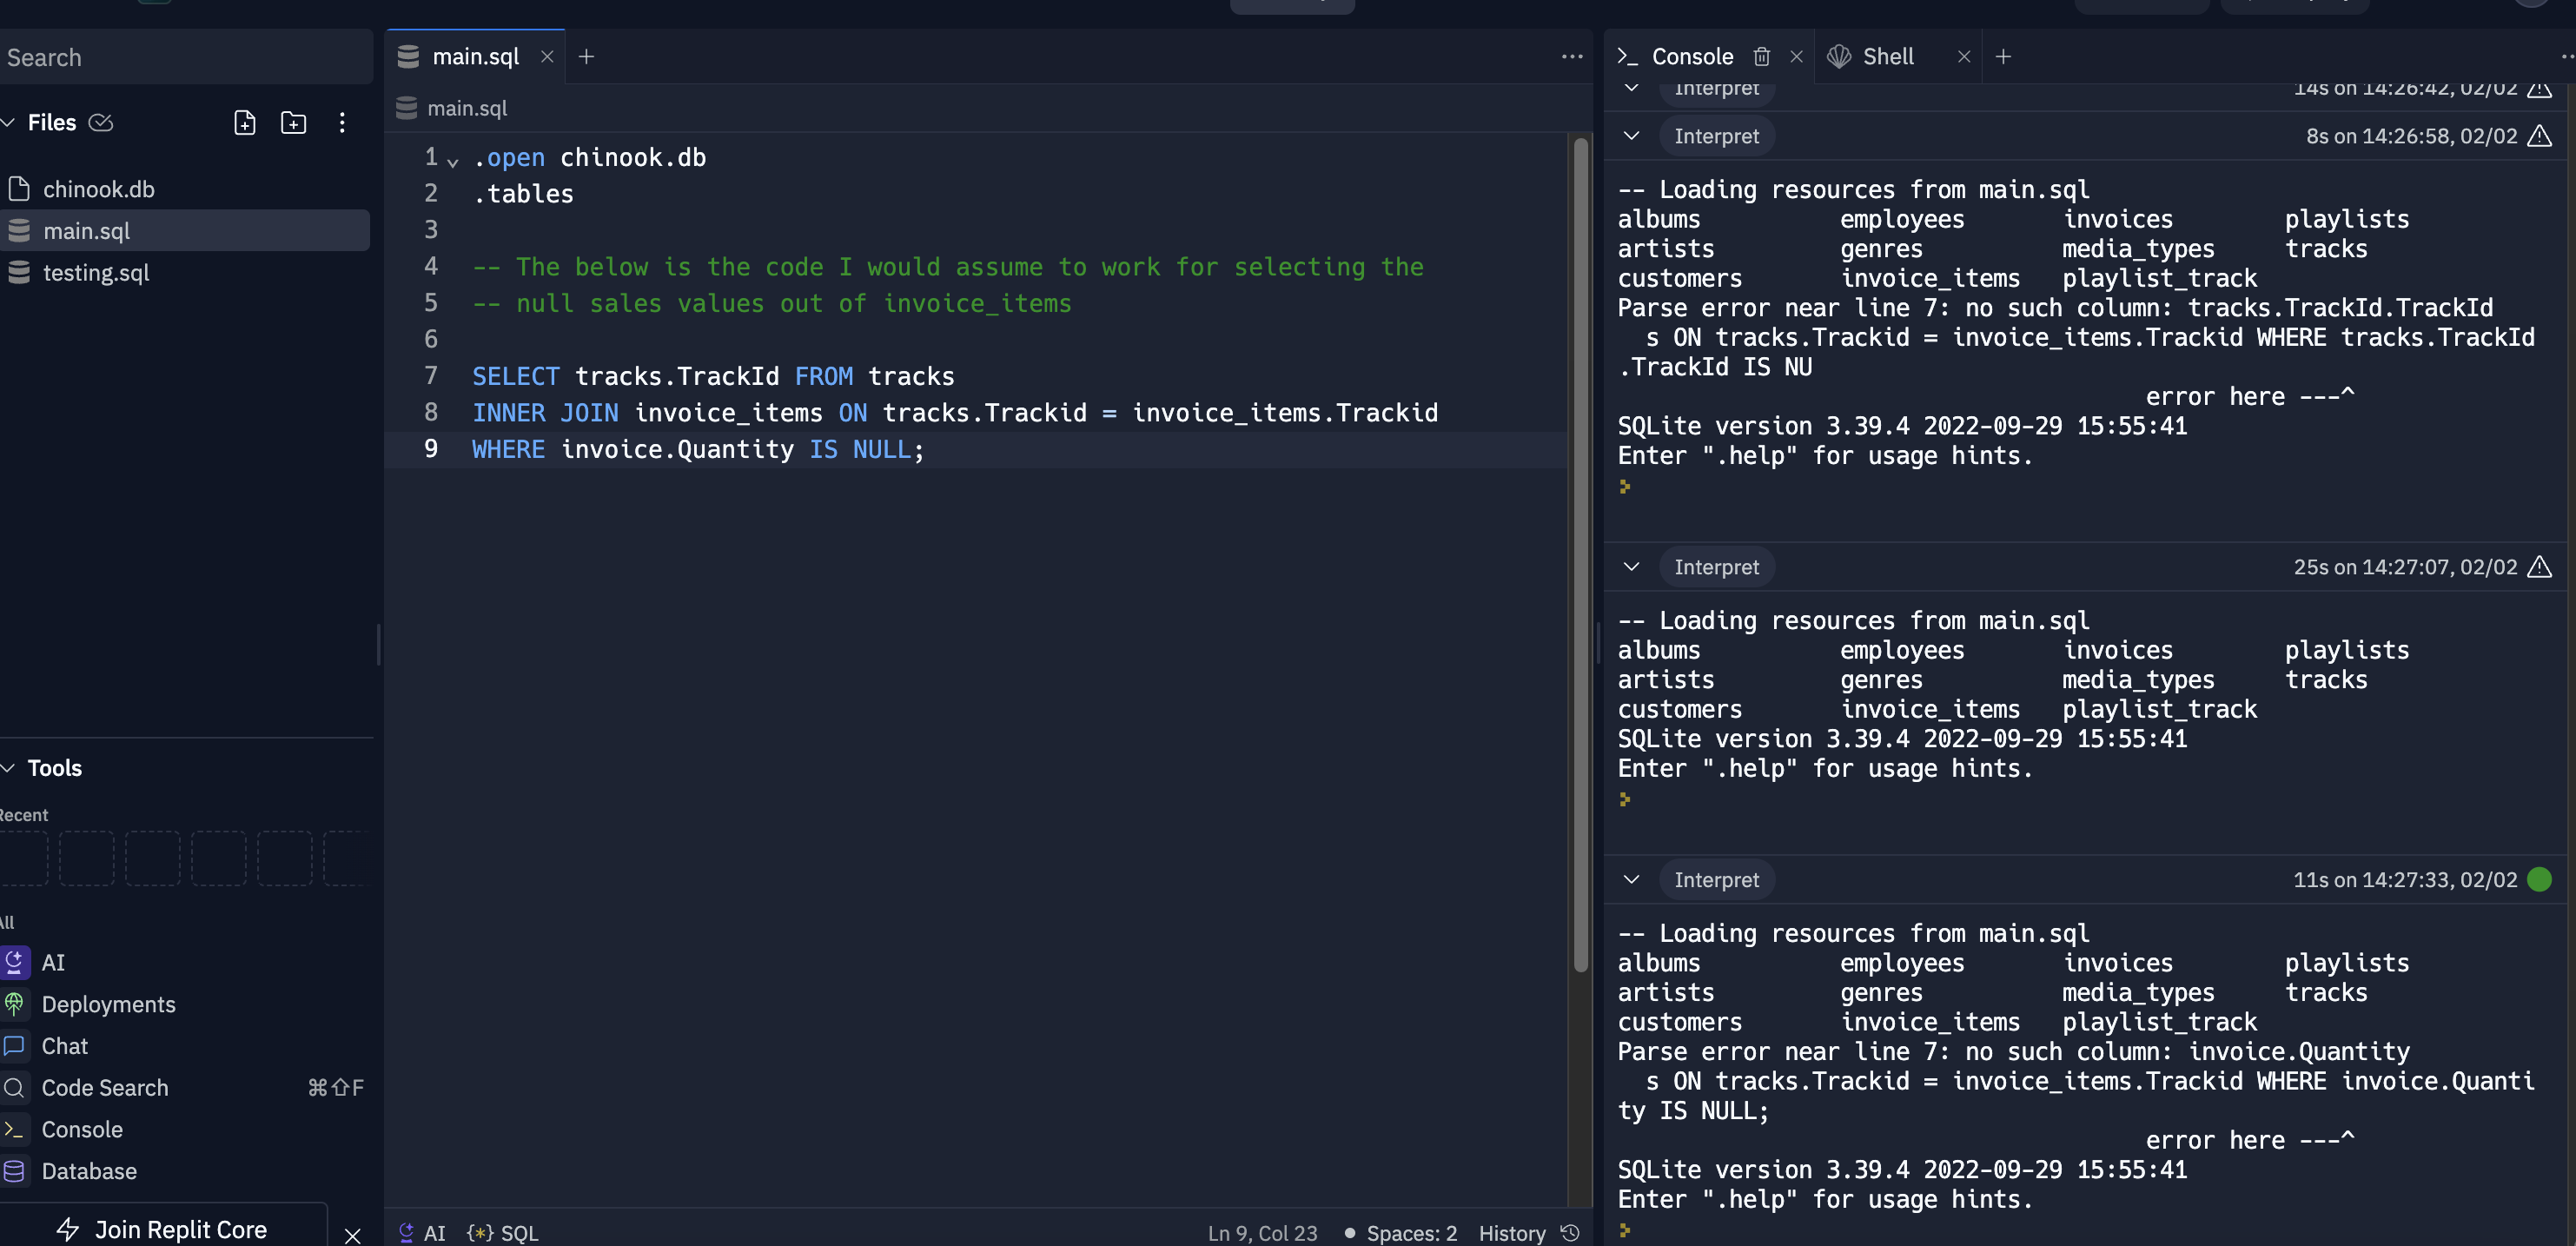 Search
Files
chinook.db
main.sql
testing.sql
Tools
Recent
All
AI
Deployments
Chat
Code Search ⌘⇧F
Console
Database
Join Replit Core
main.sql
main.sql
1 .open chinook.db
2 .tables
3
4 -- The below is the code I would assume to work for selecting the
5 -- null sales values out of invoice_items
6
7 SELECT tracks.TrackId FROM tracks
8 INNER JOIN invoice_items ON tracks.Trackid = invoice_items.Trackid
9 WHERE invoice.Quantity IS NULL;
AI {*} SQL Ln 9, Col 23 Spaces: 2 History
Console Shell
Interpret 14s on 14:26:42, 02/02
Interpret 8s on 14:26:58, 02/02
-- Loading resources from main.sql
albums employees invoices playlists
artists genres media_types tracks
customers invoice_items playlist_track
Parse error near line 7: no such column: tracks.TrackId.TrackId
s ON tracks.Trackid = invoice_items.Trackid WHERE tracks.TrackId
.TrackId IS NU
error here ---^
SQLite version 3.39.4 2022-09-29 15:55:41
Enter ".help" for usage hints.
Interpret 25s on 14:27:07, 02/02
-- Loading resources from main.sql
albums employees invoices playlists
artists genres media_types tracks
customers invoice_items playlist_track
SQLite version 3.39.4 2022-09-29 15:55:41
Enter ".help" for usage hints.
Interpret 11s on 14:27:33, 02/02
-- Loading resources from main.sql
albums employees invoices playlists
artists genres media_types tracks
customers invoice_items playlist_track
Parse error near line 7: no such column: invoice.Quantity
s ON tracks.Trackid = invoice_items.Trackid WHERE invoice.Quanti
ty IS NULL;
error here ---^
SQLite version 3.39.4 2022-09-29 15:55:41
Enter ".help" for usage hints.